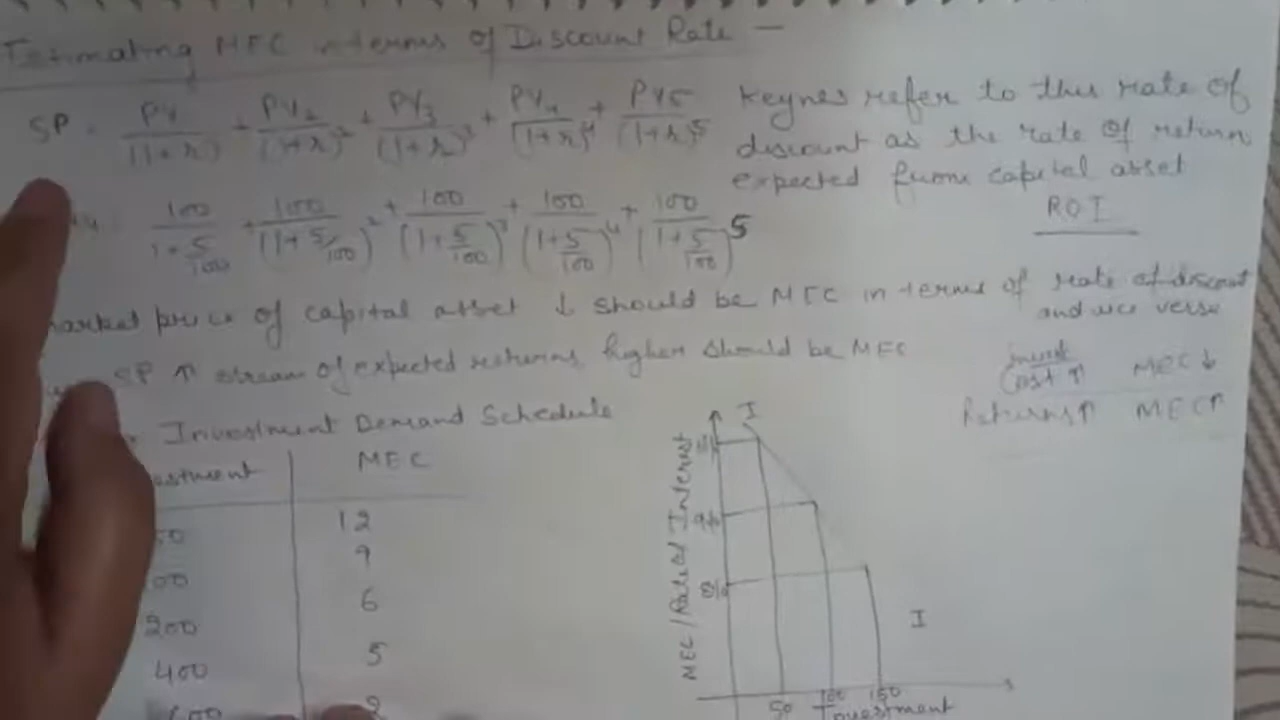 Estimating MEC in terms of Discount Rate —
SP = PY/(1+r) + PY2/(1+r)^2 + PY3/(1+r)^3 + PY4/(1+r)^4 + PY5/(1+r)^5
Keynes refer to this rate of
discount as the rate of return
expected from capital asset
ROI
100/1+5/100 + 100/(1+5/100)^2 + 100/(1+5/100)^3 + 100/(1+5/100)^4 + 100/(1+5/100)^5
market price of capital asset ↓ should be MEC in terms of rate of discount
and vice versa
SP ↑ stream of expected returns, higher should be MEC
Cost ↑ MEC ↓
Returns ↑ MEC ↑
Investment Demand Schedule
MEC
12
9
6
200
400 5
2
I
MEC / Rate of Interest
9%
8%
I
50 100 150
Investment